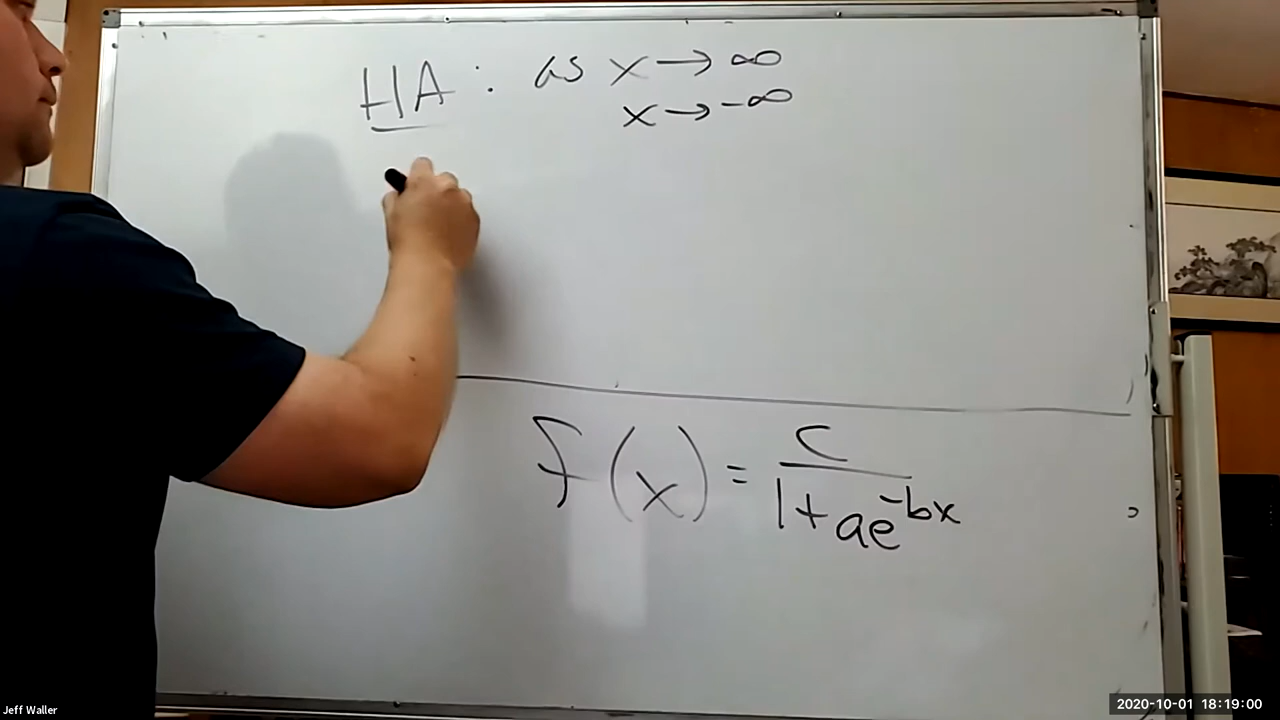 HA: as x → ∞
x → -∞
f(x) = c / 1 + ae^-bx
Jeff Waller
2020-10-01 18:19:00